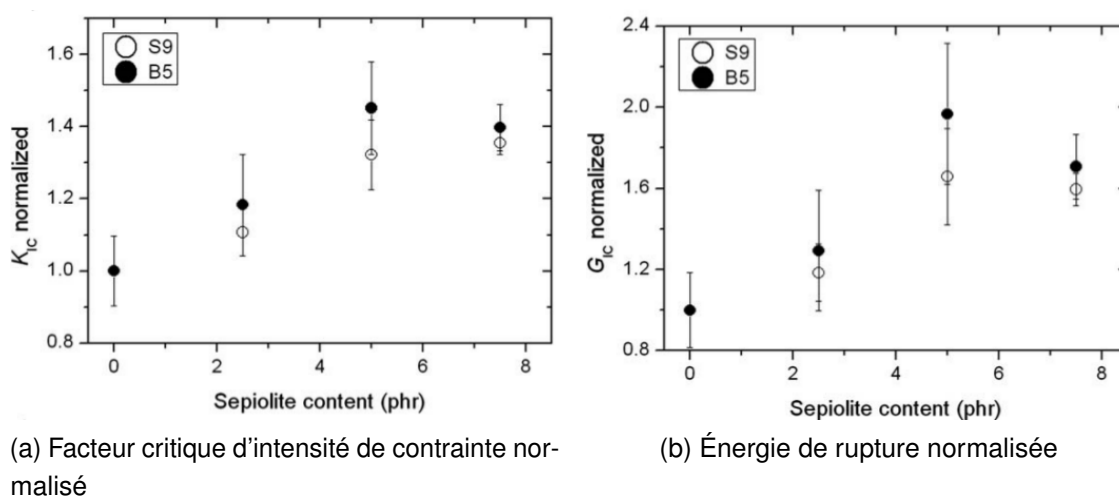 S9
B5
K_IC normalized
1.6
1.4
1.2
1.0
0.8
0 2 4 6 8
Sepiolite content (phr)
(a) Facteur critique d'intensité de contrainte nor-
malisé
S9
B5
G_IC normalized
2.4
2.0
1.6
1.2
0.8
0 2 4 6 8
Sepiolite content (phr)
(b) Énergie de rupture normalisée